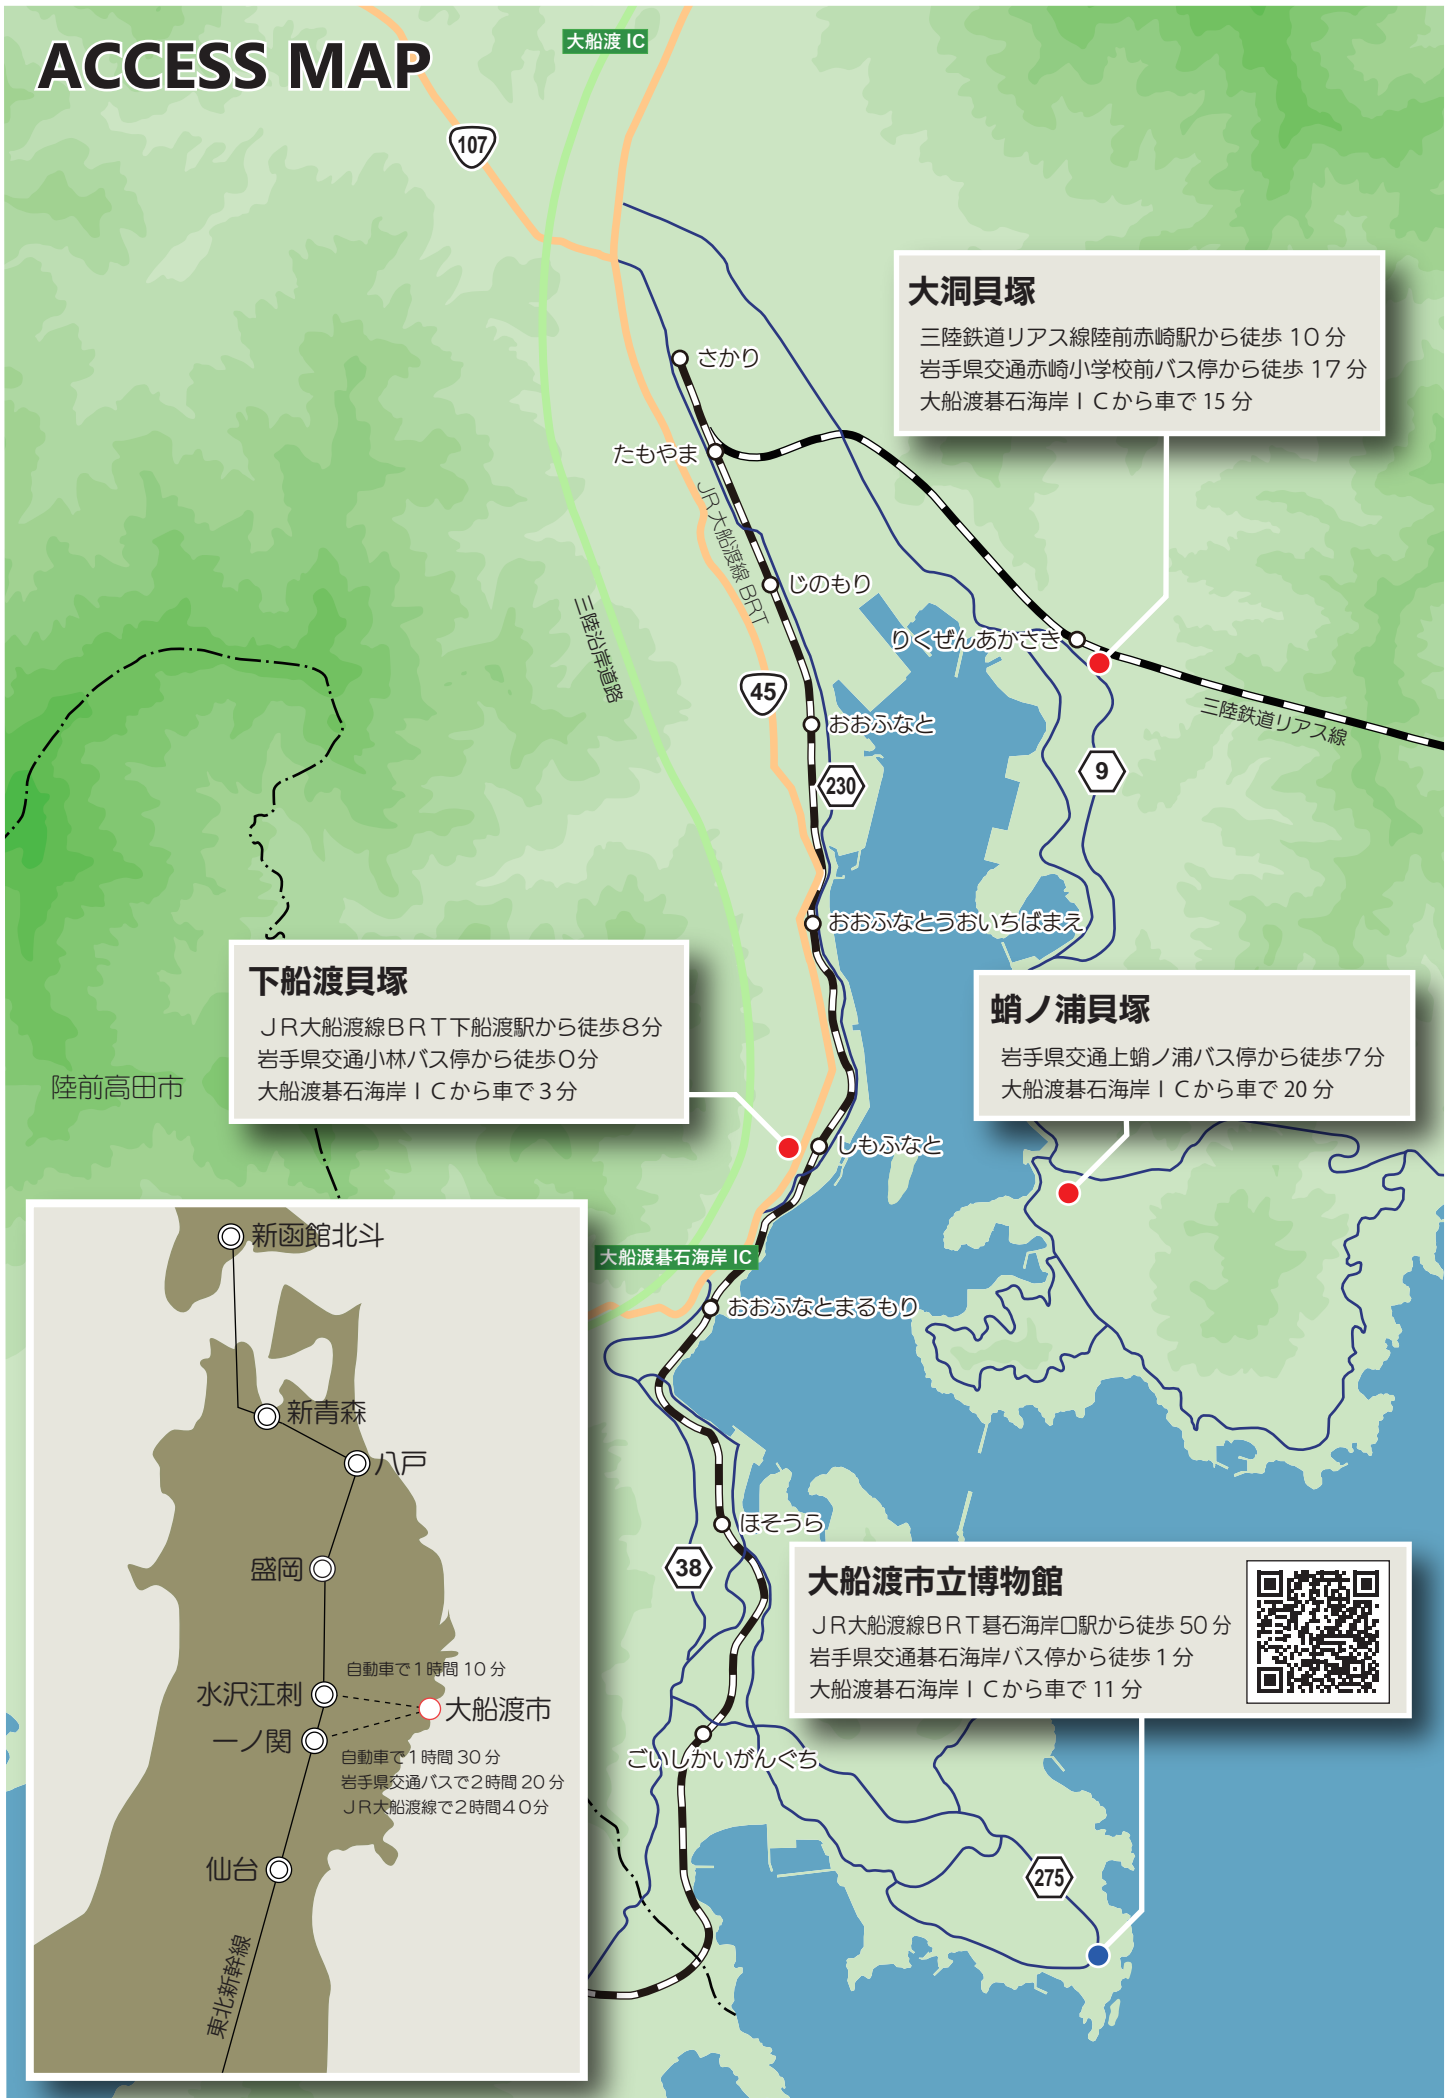 ACCESS MAP
大船渡 IC
107
大洞貝塚
三陸鉄道リアス線陸前赤崎駅から徒歩 10 分
岩手県交通赤崎小学校前バス停から徒歩 17 分
大船渡碁石海岸ＩＣから車で 15 分
さかり
たもやま
JR 大船渡線 BRT
じのもり
三陸沿岸道路
りくぜんあかさき
45
三陸鉄道リアス線
おおふなと
9
230
おおふなとうおいちばまえ
下船渡貝塚
ＪＲ大船渡線ＢＲＴ下船渡駅から徒歩８分
岩手県交通小林バス停から徒歩０分
大船渡碁石海岸ＩＣから車で３分
蛸ノ浦貝塚
岩手県交通上蛸ノ浦バス停から徒歩７分
大船渡碁石海岸ＩＣから車で 20 分
陸前高田市
しもふなと
大船渡碁石海岸 IC
おおふなとまるもり
新函館北斗
新青森
八戸
盛岡
自動車で１時間 10 分
水沢江刺
大船渡市
一ノ関
自動車で１時間 30 分
岩手県交通バスで２時間 20 分
ＪＲ大船渡線で２時間４０分
仙台
東北新幹線
ほそうら
38
大船渡市立博物館
ＪＲ大船渡線ＢＲＴ碁石海岸口駅から徒歩 50 分
岩手県交通碁石海岸バス停から徒歩 1 分
大船渡碁石海岸ＩＣから車で 11 分
ごいしかいがんぐち
275